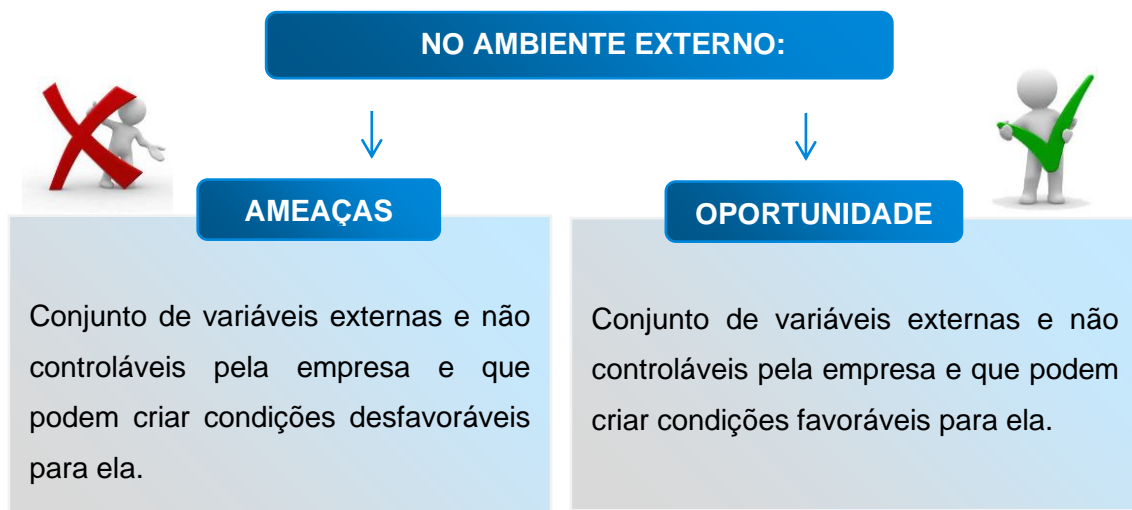 NO AMBIENTE EXTERNO:
AMEAÇAS
Conjunto de variáveis externas e não
controláveis pela empresa e que
podem criar condições desfavoráveis
para ela.
OPORTUNIDADE
Conjunto de variáveis externas e não
controláveis pela empresa e que podem
criar condições favoráveis para ela.